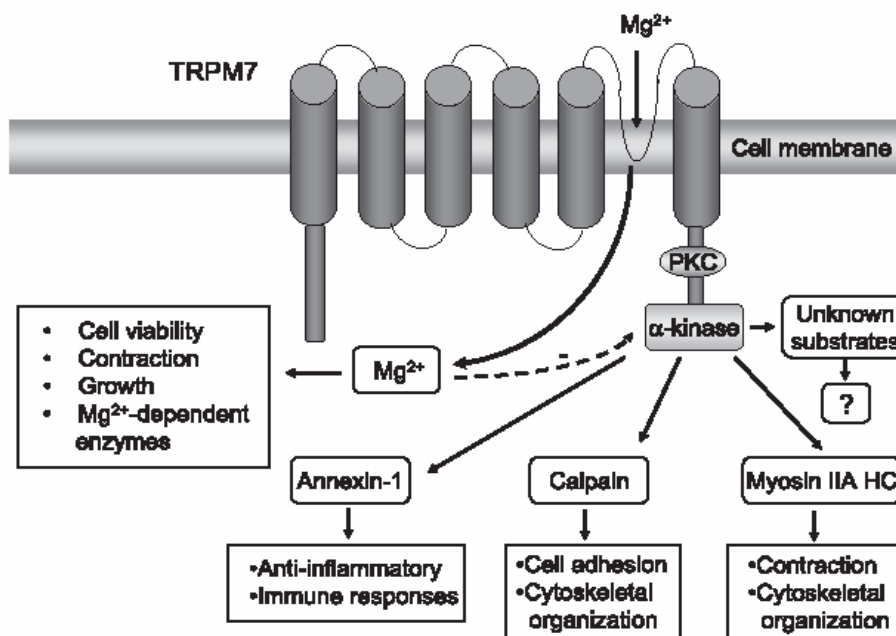 Mg²⁺
TRPM7
Cell membrane
PKC
α-kinase
Unknown
substrates
?
• Cell viability
• Contraction
• Growth
• Mg²⁺-dependent
enzymes
Mg²⁺
-
Annexin-1
Calpain
Myosin IIA HC
•Anti-inflammatory
•Immune responses
•Cell adhesion
•Cytoskeletal
organization
•Contraction
•Cytoskeletal
organization